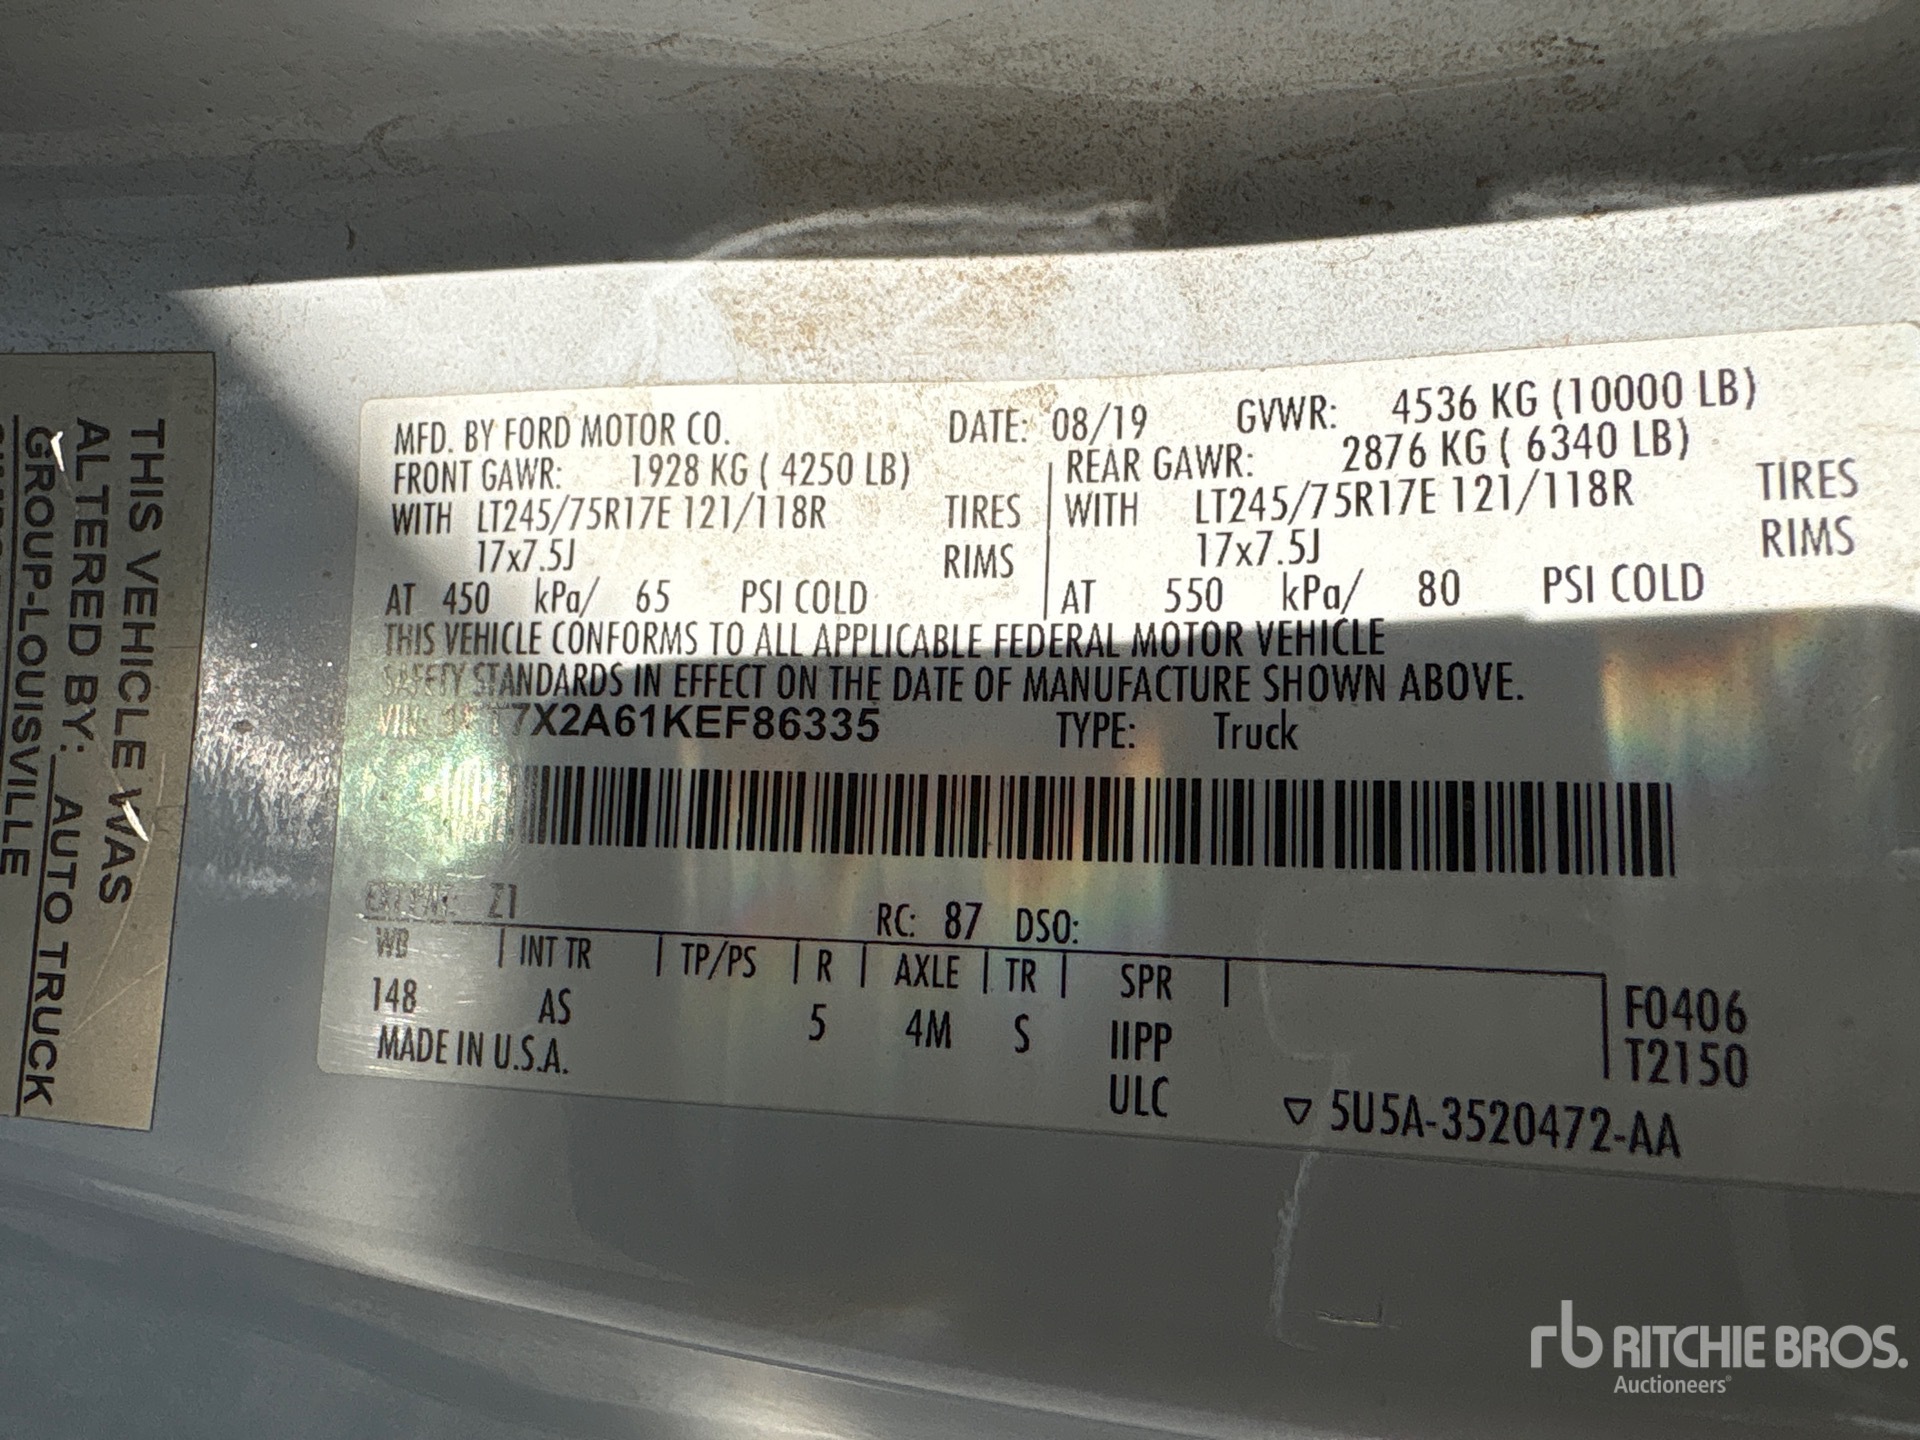 THIS VEHICLE WAS
ALTERED BY: AUTO TRUCK
GROUP-LOUISVILLE
MFD. BY FORD MOTOR CO.
DATE: 08/19
GVWR: 4536 KG (10000 LB)
FRONT GAWR: 1928 KG ( 4250 LB)
REAR GAWR: 2876 KG ( 6340 LB)
WITH LT245/75R17E 121/118R TIRES
WITH LT245/75R17E 121/118R TIRES
17x7.5J RIMS
17x7.5J RIMS
AT 450 kPa/ 65 PSI COLD
AT 550 kPa/ 80 PSI COLD
THIS VEHICLE CONFORMS TO ALL APPLICABLE FEDERAL MOTOR VEHICLE
SAFETY STANDARDS IN EFFECT ON THE DATE OF MANUFACTURE SHOWN ABOVE.
VIN: 1FT7X2A61KEF86335 TYPE: Truck
EXT PNT: Z1 RC: 87 DSO:
WB INT TR TP/PS R AXLE TR SPR
148 AS 5 4M S IIPP
F0406
T2150
MADE IN U.S.A. ULC
▽ 5U5A-3520472-AA
rb RITCHIE BROS.
Auctioneers